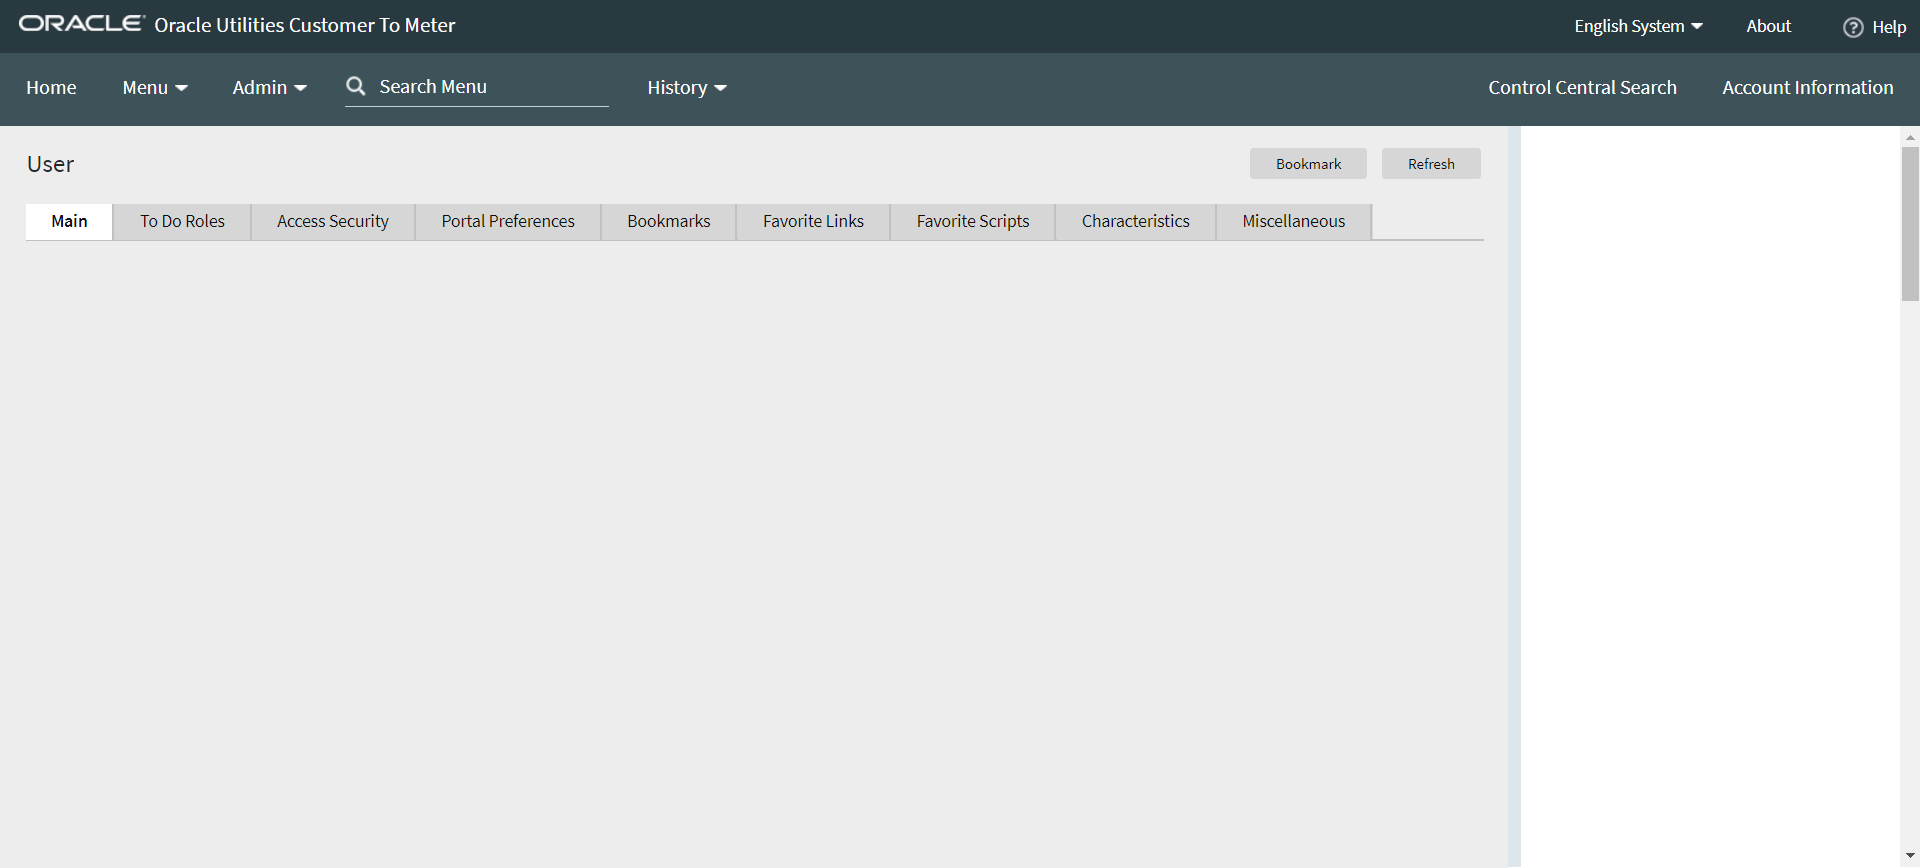 ORACLE Oracle Utilities Customer To Meter English System About ? Help
Home Menu Admin Search Menu History Control Central Search Account Information
User Bookmark Refresh
Main To Do Roles Access Security Portal Preferences Bookmarks Favorite Links Favorite Scripts Characteristics Miscellaneous